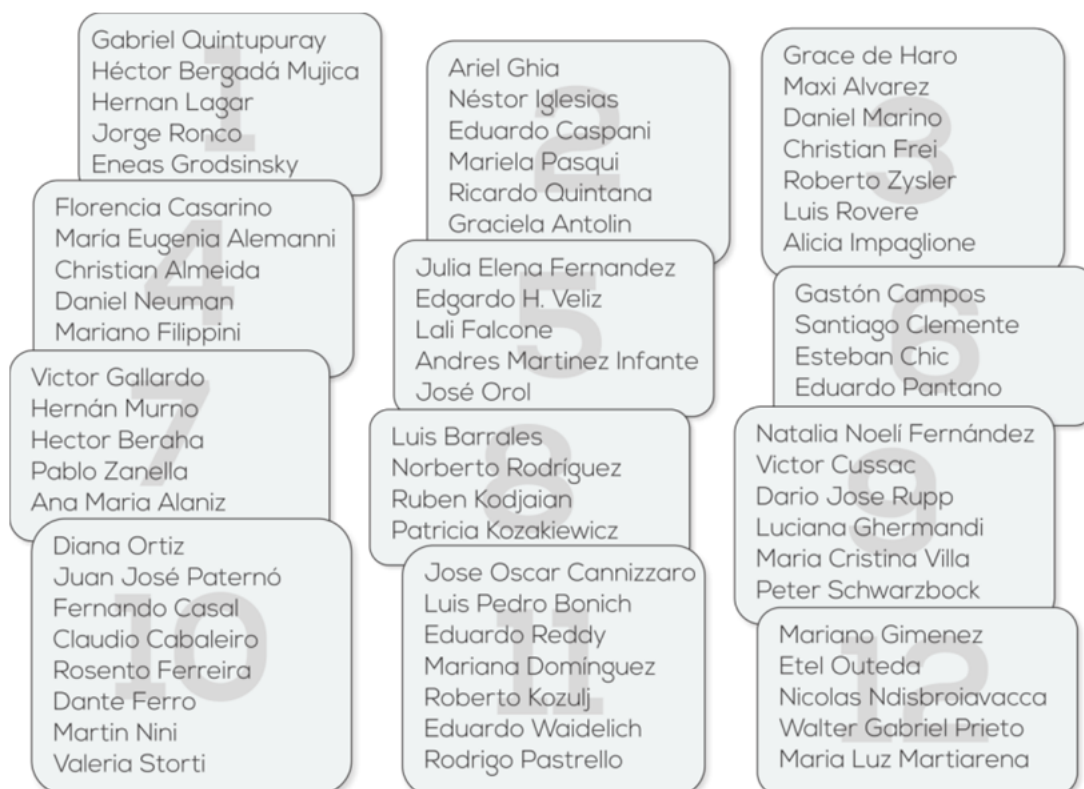 1
Gabriel Quintupuray
Héctor Bergadá Mujica
Hernan Lagar
Jorge Ronco
Eneas Grodsinsky
2
Ariel Ghia
Néstor Iglesias
Eduardo Caspani
Mariela Pasqui
Ricardo Quintana
Graciela Antolin
3
Grace de Haro
Maxi Alvarez
Daniel Marino
Christian Frei
Roberto Zysler
Luis Rovere
Alicia Impaglione
4
Florencia Casarino
María Eugenia Alemanni
Christian Almeida
Daniel Neuman
Mariano Filippini
5
Julia Elena Fernandez
Edgardo H. Veliz
Lali Falcone
Andres Martinez Infante
José Orol
6
Gastón Campos
Santiago Clemente
Esteban Chic
Eduardo Pantano
7
Victor Gallardo
Hernán Murno
Hector Beraha
Pablo Zanella
Ana Maria Alaniz
8
Luis Barrales
Norberto Rodríguez
Ruben Kodjaian
Patricia Kozakiewicz
9
Natalia Noelí Fernández
Victor Cussac
Dario Jose Rupp
Luciana Ghermandi
Maria Cristina Villa
Peter Schwarzbock
10
Diana Ortiz
Juan José Paternó
Fernando Casal
Claudio Cabaleiro
Rosento Ferreira
Dante Ferro
Martin Nini
Valeria Storti
11
Jose Oscar Cannizzaro
Luis Pedro Bonich
Eduardo Reddy
Mariana Domínguez
Roberto Kozulj
Eduardo Waidelich
Rodrigo Pastrello
12
Mariano Gimenez
Etel Outeda
Nicolas Ndisbroiavacca
Walter Gabriel Prieto
Maria Luz Martiarena